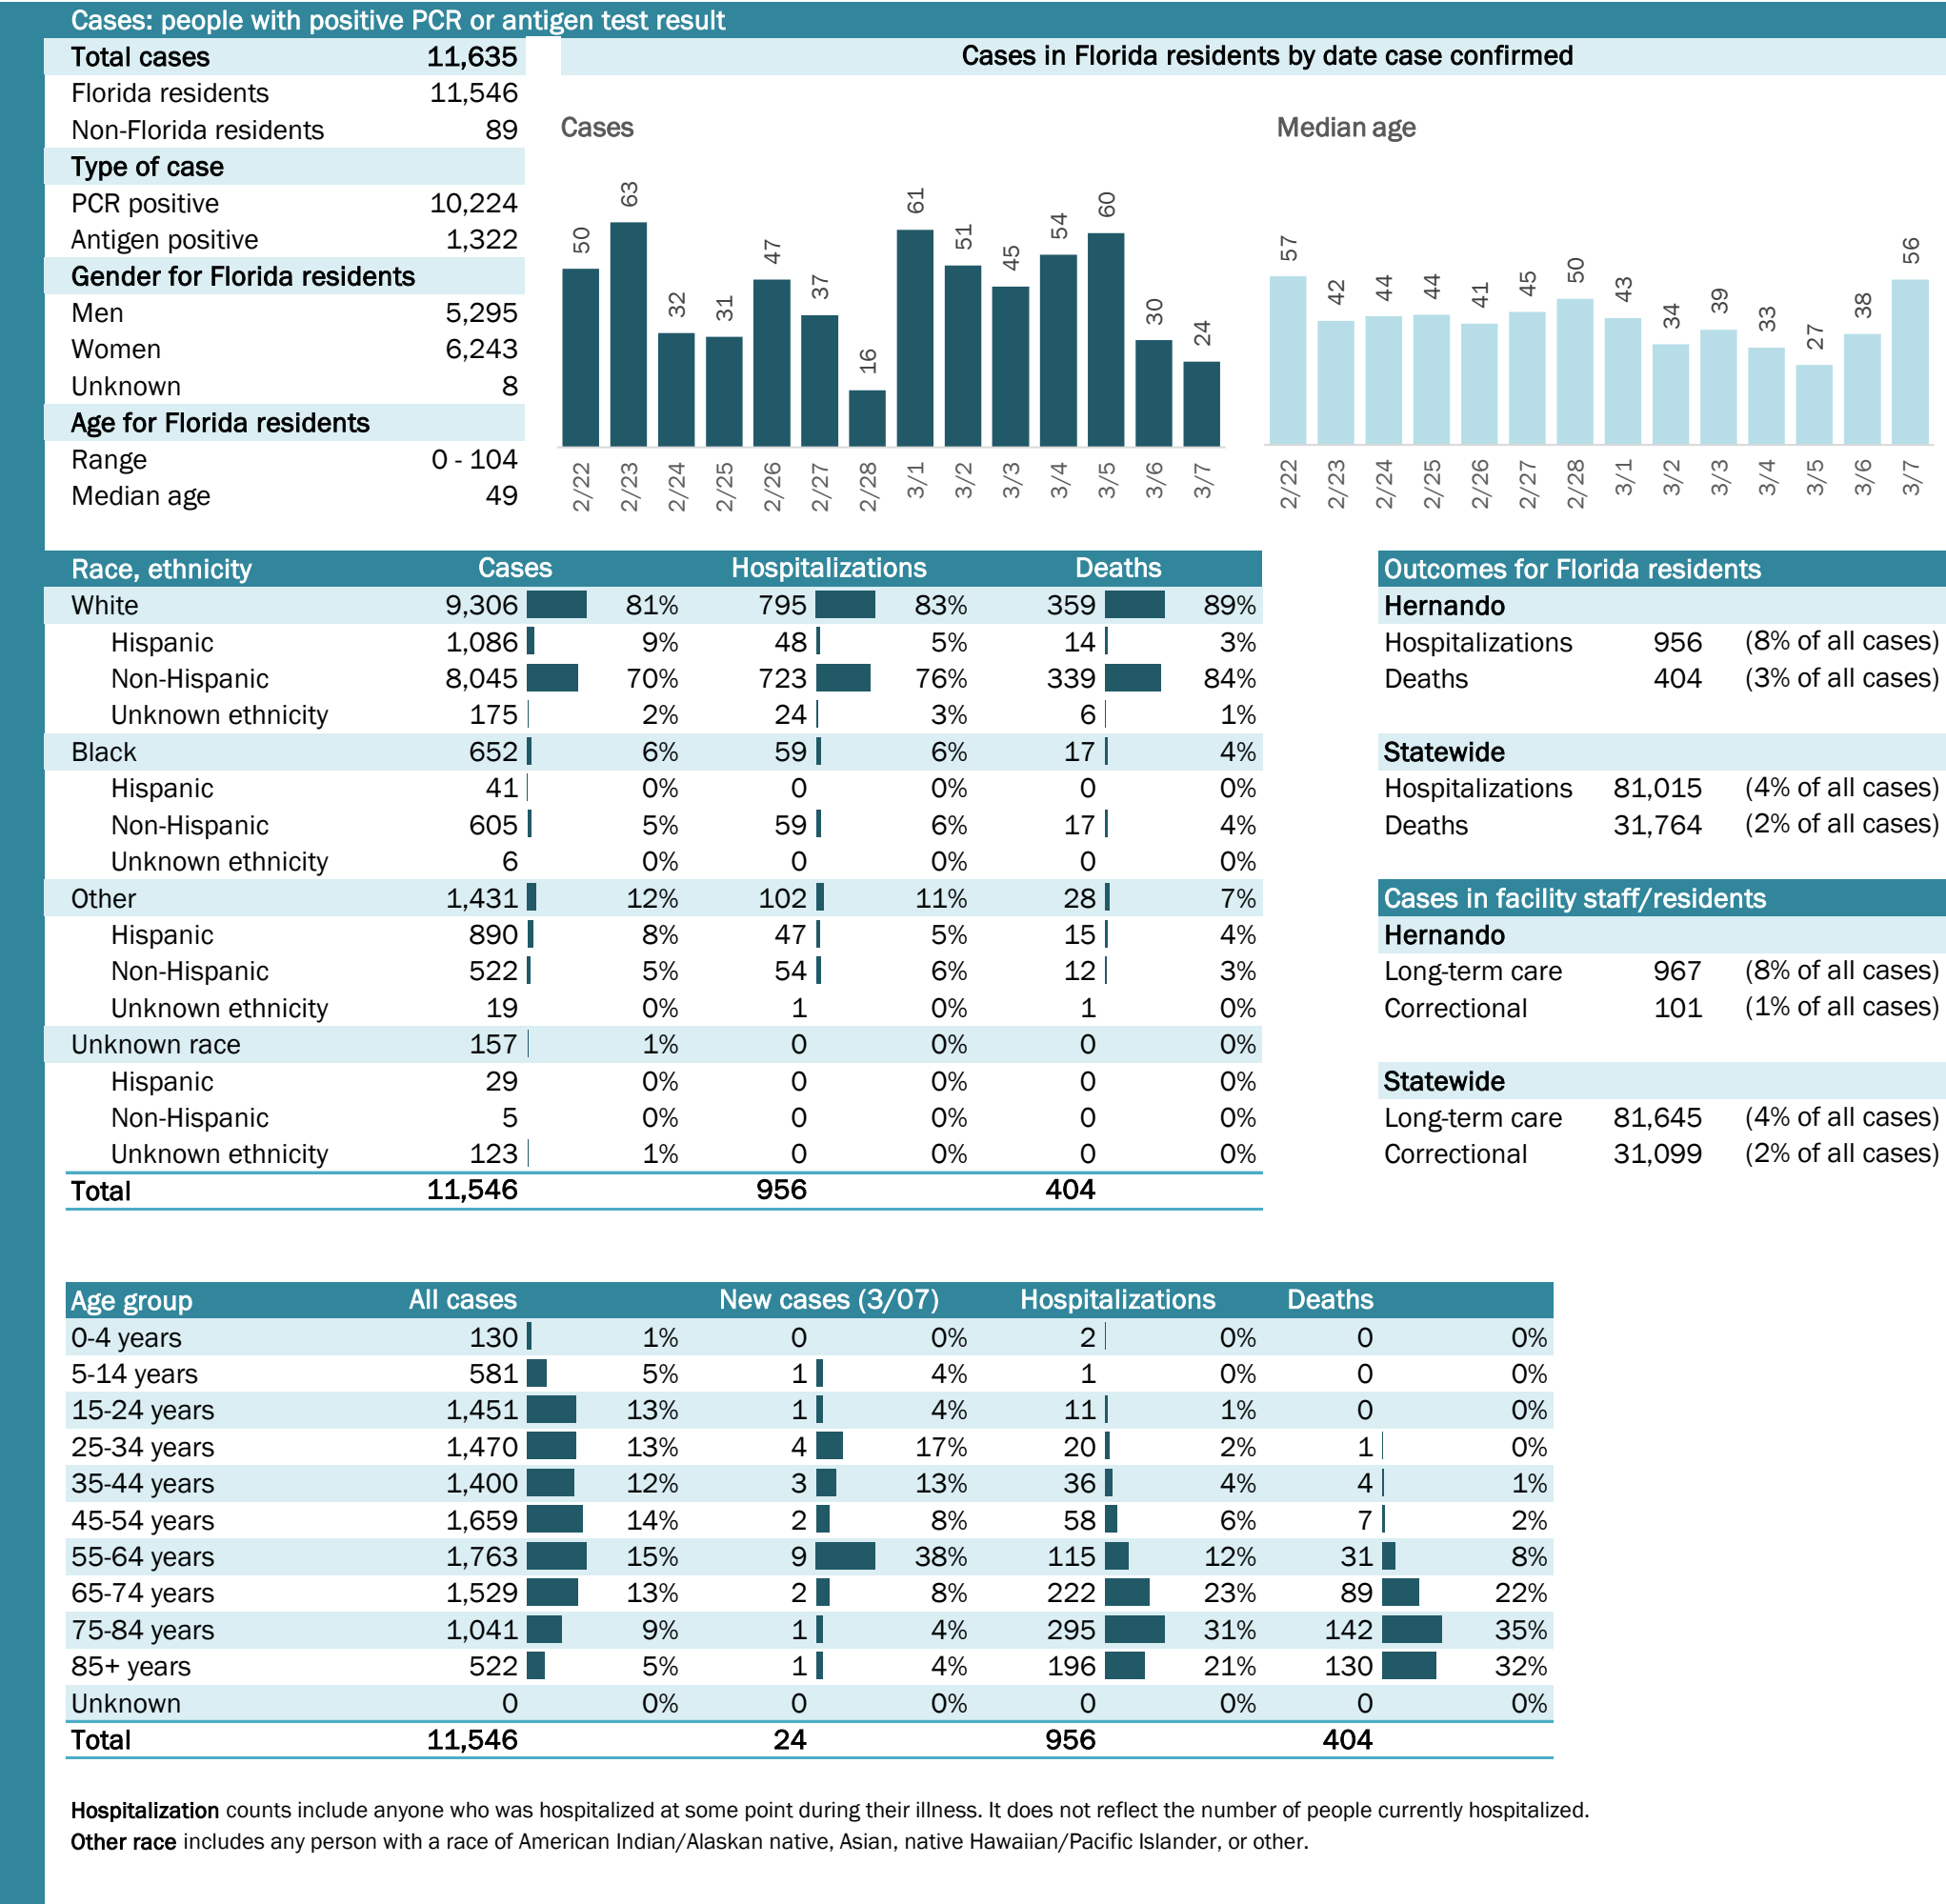 Cases: people with positive PCR or antigen test result
Total cases 11,635
Florida residents 11,546
Non-Florida residents 89
Type of case
PCR positive 10,224
Antigen positive 1,322
Gender for Florida residents
Men 5,295
Women 6,243
Unknown 8
Age for Florida residents
Range 0 - 104
Median age 49
Cases in Florida residents by date case confirmed
Cases
50 63 32 31 47 37 16 61 51 45 54 60 30 24
2/22 2/23 2/24 2/25 2/26 2/27 2/28 3/1 3/2 3/3 3/4 3/5 3/6 3/7
Median age
57 42 44 44 41 45 50 43 34 39 33 27 38 56
2/22 2/23 2/24 2/25 2/26 2/27 2/28 3/1 3/2 3/3 3/4 3/5 3/6 3/7
Race, ethnicity Cases Hospitalizations Deaths
White 9,306 81% 795 83% 359 89%
Hispanic 1,086 9% 48 5% 14 3%
Non-Hispanic 8,045 70% 723 76% 339 84%
Unknown ethnicity 175 2% 24 3% 6 1%
Black 652 6% 59 6% 17 4%
Hispanic 41 0% 0 0% 0 0%
Non-Hispanic 605 5% 59 6% 17 4%
Unknown ethnicity 6 0% 0 0% 0 0%
Other 1,431 12% 102 11% 28 7%
Hispanic 890 8% 47 5% 15 4%
Non-Hispanic 522 5% 54 6% 12 3%
Unknown ethnicity 19 0% 1 0% 1 0%
Unknown race 157 1% 0 0% 0 0%
Hispanic 29 0% 0 0% 0 0%
Non-Hispanic 5 0% 0 0% 0 0%
Unknown ethnicity 123 1% 0 0% 0 0%
Total 11,546 956 404
Outcomes for Florida residents
Hernando
Hospitalizations 956 (8% of all cases)
Deaths 404 (3% of all cases)
Statewide
Hospitalizations 81,015 (4% of all cases)
Deaths 31,764 (2% of all cases)
Cases in facility staff/residents
Hernando
Long-term care 967 (8% of all cases)
Correctional 101 (1% of all cases)
Statewide
Long-term care 81,645 (4% of all cases)
Correctional 31,099 (2% of all cases)
Age group All cases New cases (3/07) Hospitalizations Deaths
0-4 years 130 1% 0 0% 2 0% 0 0%
5-14 years 581 5% 1 4% 1 0% 0 0%
15-24 years 1,451 13% 1 4% 11 1% 0 0%
25-34 years 1,470 13% 4 17% 20 2% 1 0%
35-44 years 1,400 12% 3 13% 36 4% 4 1%
45-54 years 1,659 14% 2 8% 58 6% 7 2%
55-64 years 1,763 15% 9 38% 115 12% 31 8%
65-74 years 1,529 13% 2 8% 222 23% 89 22%
75-84 years 1,041 9% 1 4% 295 31% 142 35%
85+ years 522 5% 1 4% 196 21% 130 32%
Unknown 0 0% 0 0% 0 0% 0 0%
Total 11,546 24 956 404
Hospitalization counts include anyone who was hospitalized at some point during their illness. It does not reflect the number of people currently hospitalized.
Other race includes any person with a race of American Indian/Alaskan native, Asian, native Hawaiian/Pacific Islander, or other.